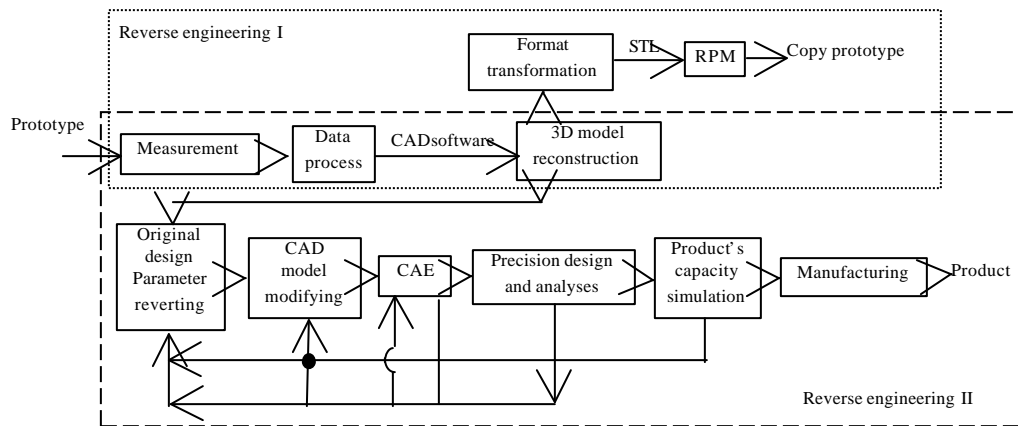 Reverse engineering I
Format
transformation
STL
RPM
Copy prototype
Prototype
Measurement
Data
process
CADsoftware
3D model
reconstruction
Original
design
Parameter
reverting
CAD
model
modifying
CAE
Precision design
and analyses
Product's
capacity
simulation
Manufacturing
Product
Reverse engineering II